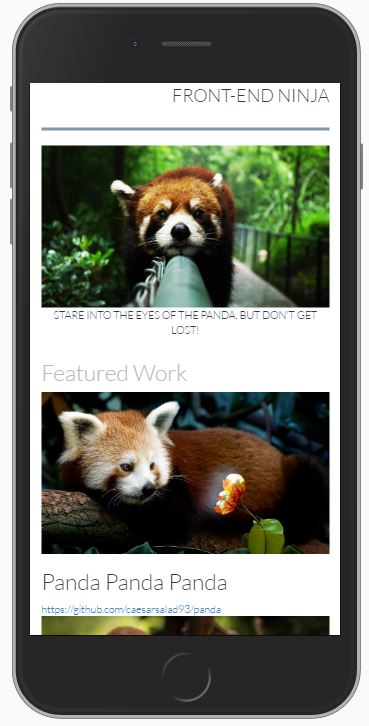 FRONT-END NINJA
STARE INTO THE EYES OF THE PANDA, BUT DON'T GET
LOST!
Featured Work
Panda Panda Panda
https://github.com/caesarsalad93/panda